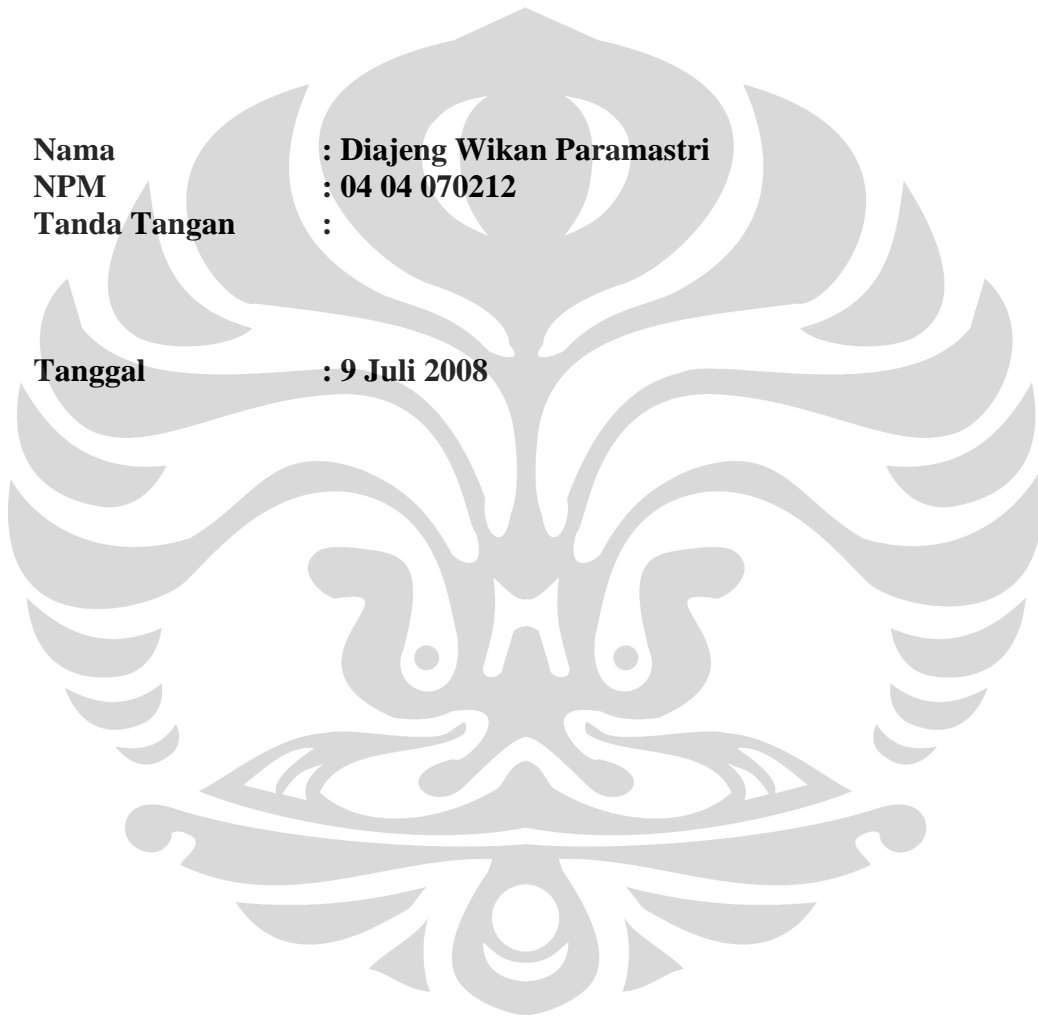 Nama : Diajeng Wikan Paramastri
NPM : 04 04 070212
Tanda Tangan :
Tanggal : 9 Juli 2008